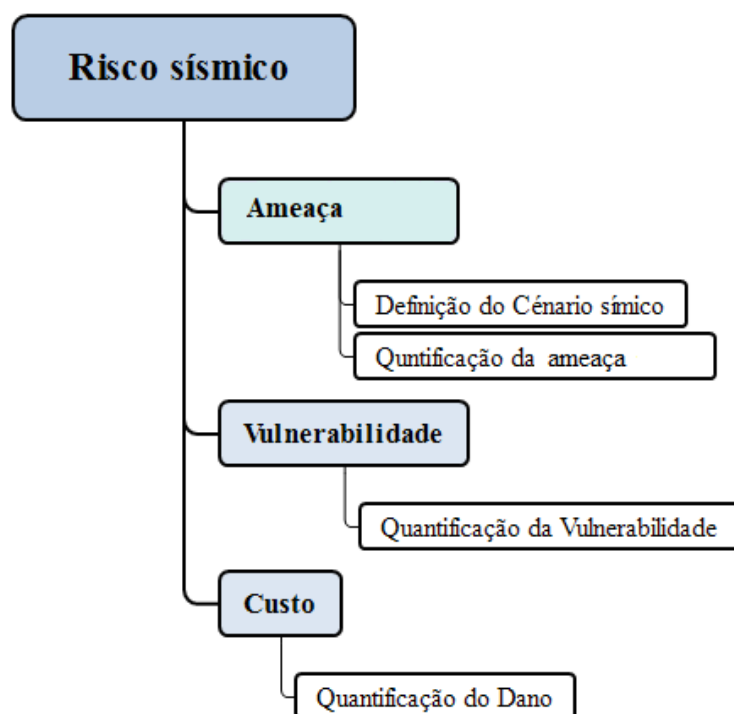 Risco sísmico
Ameaça
Definição do Cénario símico
Quntificação da ameaça
Vulnerabilidade
Quantificação da Vulnerabilidade
Custo
Quantificação do Dano